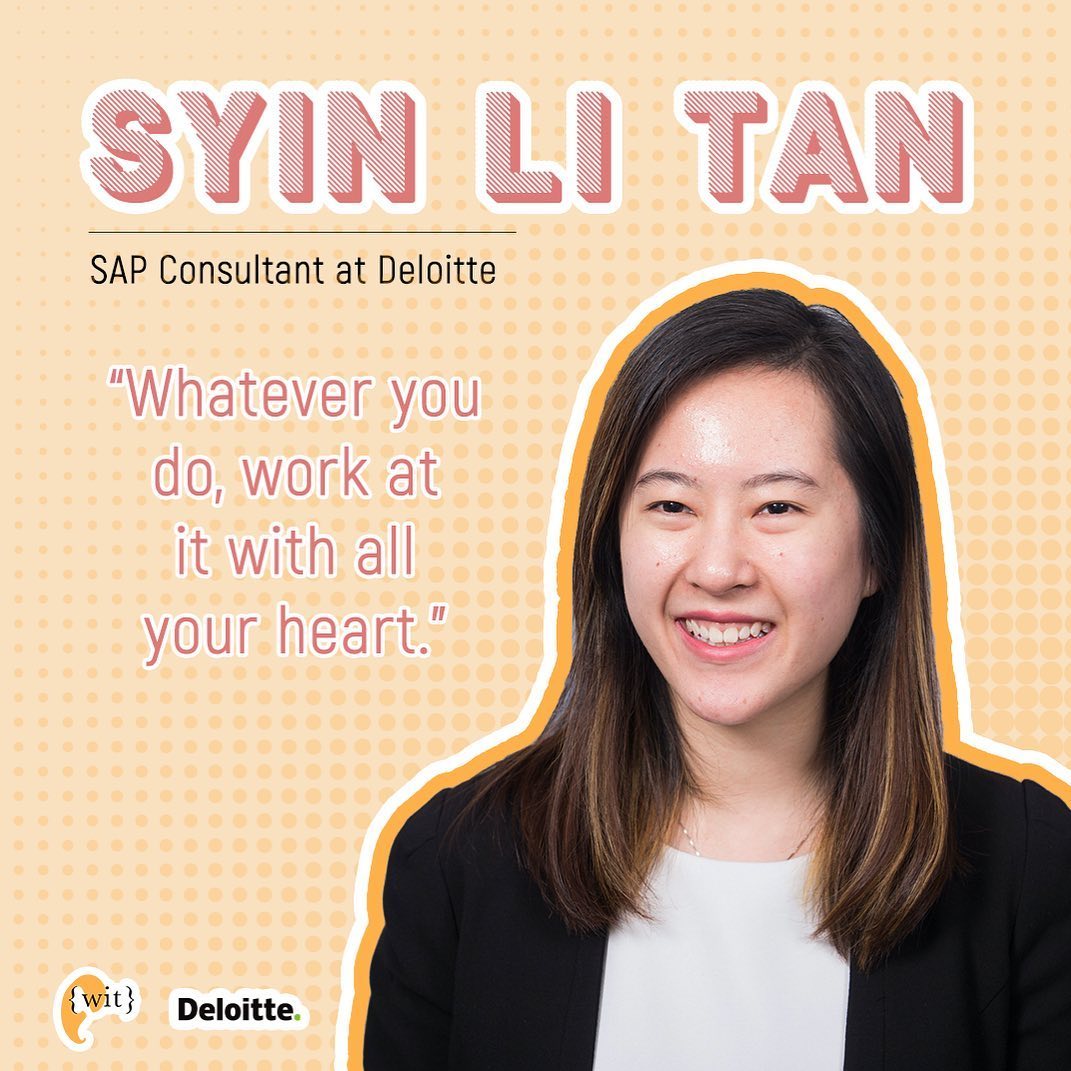 SYIN LI TAN
SAP Consultant at Deloitte
“Whatever you
do, work at
it with all
your heart.”
{wit}
Deloitte.